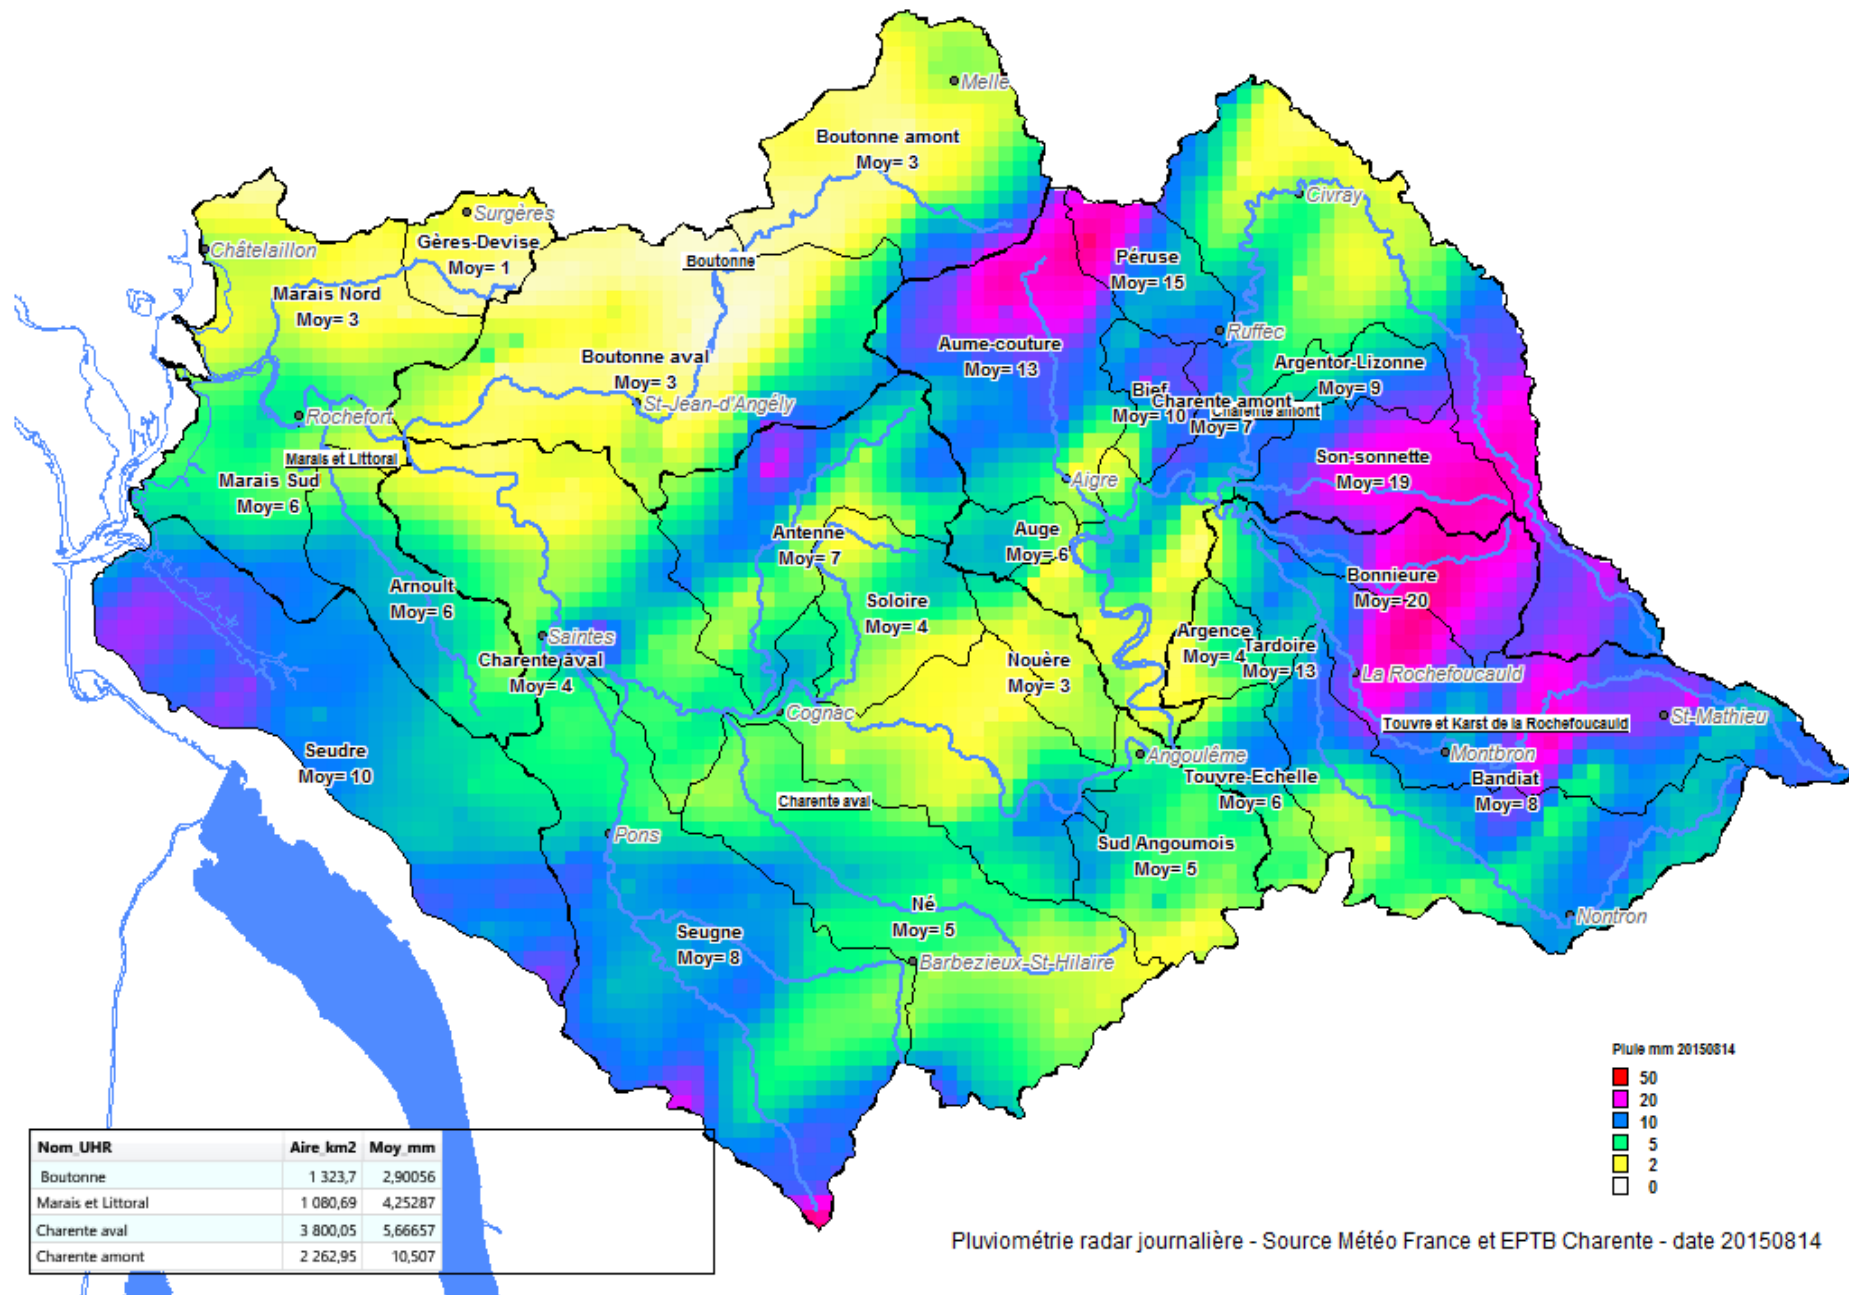 Melle
Boutonne amont
Moy= 3
Civray
Surgères
Châtelaillon
Gères-Devise
Moy= 1
Boutonne
Péruse
Moy= 15
Marais Nord
Moy= 3
Ruffec
Aume-couture
Moy= 13
Boutonne aval
Moy= 3
Argentor-Lizonne
Moy= 9
St-Jean-d'Angély
Bief
Moy= 10
Charente amont
Moy= 7
Charente amont
Rochefort
Marais et Littoral
Son-sonnette
Moy= 19
Marais Sud
Moy= 6
Aigre
Antenne
Moy= 7
Auge
Moy= 6
Arnoult
Moy= 6
Bonnieure
Moy= 20
Soloire
Moy= 4
Saintes
Argence
Moy= 4
Tardoire
Moy= 13
Charente aval
Moy= 4
Nouère
Moy= 3
La Rochefoucauld
Cognac
St-Mathieu
Touvre et Karst de la Rochefoucauld
Seudre
Moy= 10
Angoulême
Montbron
Touvre-Echelle
Moy= 6
Bandiat
Moy= 8
Charente aval
Pons
Sud Angoumois
Moy= 5
Né
Moy= 5
Nontron
Seugne
Moy= 8
Barbezieux-St-Hilaire
Pluie mm 20150814
50
20
10
5
2
0
Nom_UHR Aire_km2 Moy_mm
Boutonne 1 323,7 2,90056
Marais et Littoral 1 080,69 4,25287
Charente aval 3 800,05 5,66657
Charente amont 2 262,95 10,507
Pluviométrie radar journalière - Source Météo France et EPTB Charente - date 20150814